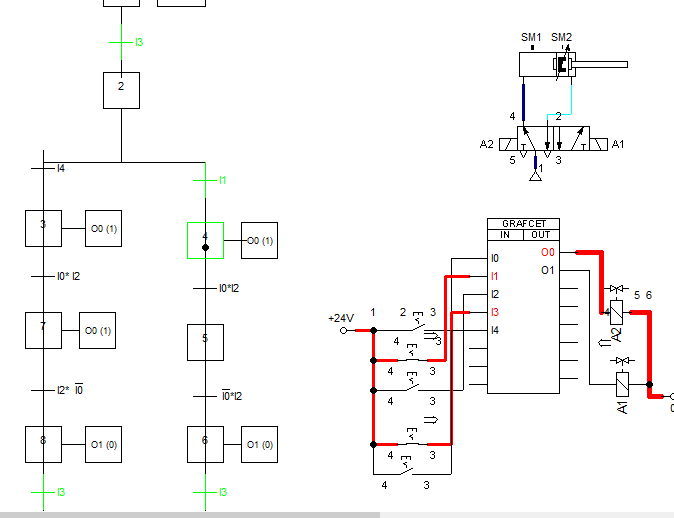 I3
2
I4
I1
3
O0 (1)
4
O0 (1)
I0* I2
I0*I2
7
O0 (1)
5
I2* I0
I0*I2
8
O1 (0)
6
O1 (0)
I3
I3
SM1 SM2
4 2
A2 A1
5 3
1
GRAFCET
IN OUT
I0 O0
I1 O1
I2
I3
I4
+24V 1 2 3
4 3
4 3
4 3
4 3
3
4 5 6
A2
A1
0